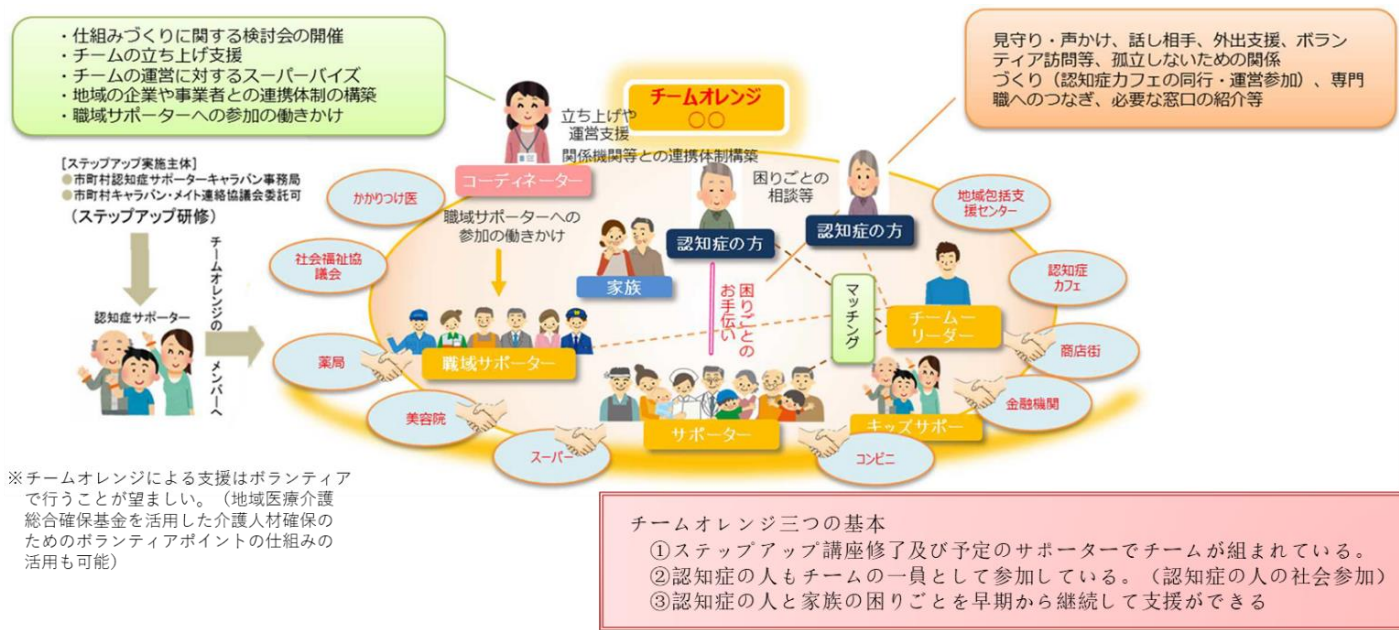 ・仕組みづくりに関する検討会の開催
・チームの立ち上げ支援
・チームの運営に対するスーパーバイズ
・地域の企業や事業者との連携体制の構築
・職域サポーターへの参加の働きかけ
見守り・声かけ、話し相手、外出支援、ボラン
ティア訪問等、孤立しないための関係
づくり（認知症カフェの同行・運営参加）、専門
職へのつなぎ、必要な窓口の紹介等
チームオレンジ
〇〇
立ち上げや
運営支援
関係機関等との連携体制構築
コーディネーター
[ステップアップ実施主体]
●市町村認知症サポーターキャラバン事務局
●市町村キャラバン・メイト連絡協議会委託可
（ステップアップ研修）
チームオレンジの
メンバーへ
認知症サポーター
かかりつけ医
社会福祉協
議会
薬局
美容院
スーパー
コンビニ
金融機関
商店街
認知症
カフェ
地域包括支
援センター
職域サポーターへの
参加の働きかけ
困りごとの
相談等
認知症の方
認知症の方
家族
困りごとの
お手伝い
マッチング
チームー
リーダー
職域サポーター
サポーター
キッズサポー
※チームオレンジによる支援はボランティア
で行うことが望ましい。（地域医療介護
総合確保基金を活用した介護人材確保の
ためのボランティアポイントの仕組みの
活用も可能）
チームオレンジ三つの基本
①ステップアップ講座修了及び予定のサポーターでチームが組まれている。
②認知症の人もチームの一員として参加している。（認知症の人の社会参加）
③認知症の人と家族の困りごとを早期から継続して支援ができる